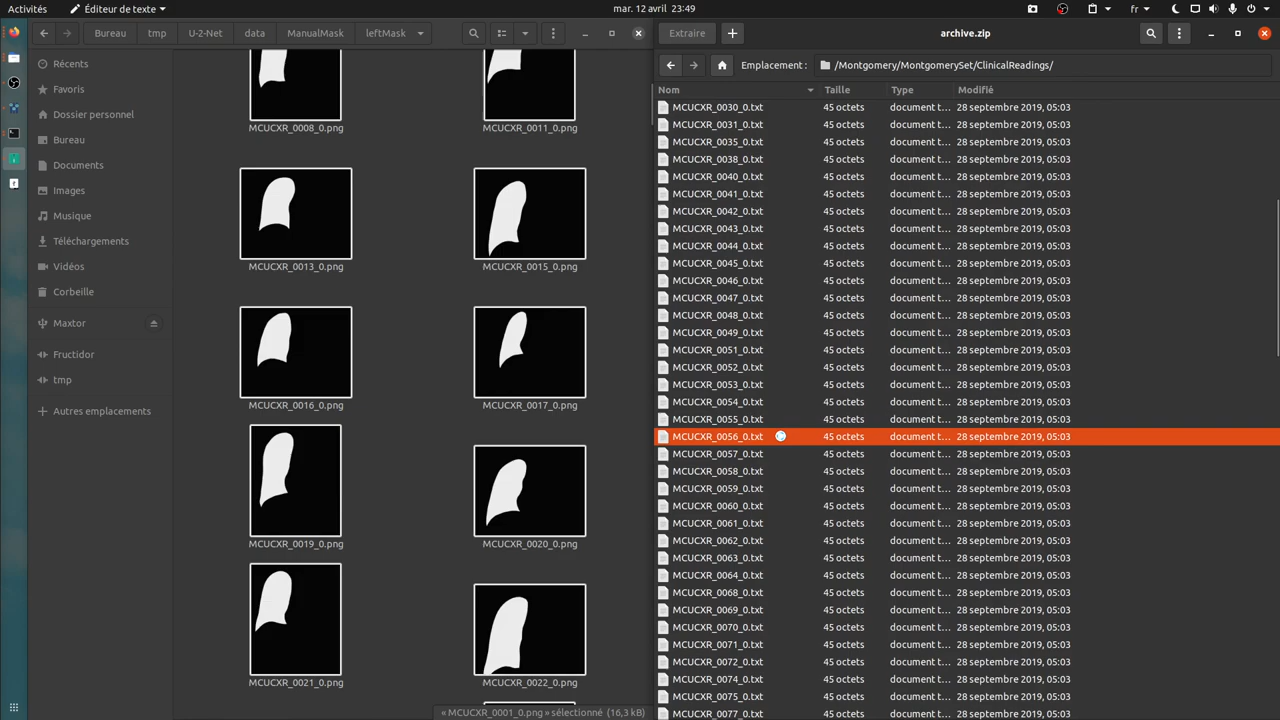 Activités
Éditeur de texte
mar. 12 avril 23:49
fr
Bureau
tmp
U-2-Net
data
ManualMask
leftMask
Récents
Favoris
Dossier personnel
Bureau
Documents
Images
Musique
Téléchargements
Vidéos
Corbeille
Maxtor
Fructidor
tmp
Autres emplacements
MCUCXR_0008_0.png
MCUCXR_0011_0.png
MCUCXR_0013_0.png
MCUCXR_0015_0.png
MCUCXR_0016_0.png
MCUCXR_0017_0.png
MCUCXR_0019_0.png
MCUCXR_0020_0.png
MCUCXR_0021_0.png
MCUCXR_0022_0.png
« MCUCXR_0001_0.png » sélectionné (16,3 kB)
Extraire
archive.zip
Emplacement : /Montgomery/MontgomerySet/ClinicalReadings/
Nom Taille Type Modifié
MCUCXR_0030_0.txt 45 octets document t... 28 septembre 2019, 05:03
MCUCXR_0031_0.txt 45 octets document t... 28 septembre 2019, 05:03
MCUCXR_0035_0.txt 45 octets document t... 28 septembre 2019, 05:03
MCUCXR_0038_0.txt 45 octets document t... 28 septembre 2019, 05:03
MCUCXR_0040_0.txt 45 octets document t... 28 septembre 2019, 05:03
MCUCXR_0041_0.txt 45 octets document t... 28 septembre 2019, 05:03
MCUCXR_0042_0.txt 45 octets document t... 28 septembre 2019, 05:03
MCUCXR_0043_0.txt 45 octets document t... 28 septembre 2019, 05:03
MCUCXR_0044_0.txt 45 octets document t... 28 septembre 2019, 05:03
MCUCXR_0045_0.txt 45 octets document t... 28 septembre 2019, 05:03
MCUCXR_0046_0.txt 45 octets document t... 28 septembre 2019, 05:03
MCUCXR_0047_0.txt 45 octets document t... 28 septembre 2019, 05:03
MCUCXR_0048_0.txt 45 octets document t... 28 septembre 2019, 05:03
MCUCXR_0049_0.txt 45 octets document t... 28 septembre 2019, 05:03
MCUCXR_0051_0.txt 45 octets document t... 28 septembre 2019, 05:03
MCUCXR_0052_0.txt 45 octets document t... 28 septembre 2019, 05:03
MCUCXR_0053_0.txt 45 octets document t... 28 septembre 2019, 05:03
MCUCXR_0054_0.txt 45 octets document t... 28 septembre 2019, 05:03
MCUCXR_0055_0.txt 45 octets document t... 28 septembre 2019, 05:03
MCUCXR_0056_0.txt 45 octets document t... 28 septembre 2019, 05:03
MCUCXR_0057_0.txt 45 octets document t... 28 septembre 2019, 05:03
MCUCXR_0058_0.txt 45 octets document t... 28 septembre 2019, 05:03
MCUCXR_0059_0.txt 45 octets document t... 28 septembre 2019, 05:03
MCUCXR_0060_0.txt 45 octets document t... 28 septembre 2019, 05:03
MCUCXR_0061_0.txt 45 octets document t... 28 septembre 2019, 05:03
MCUCXR_0062_0.txt 45 octets document t... 28 septembre 2019, 05:03
MCUCXR_0063_0.txt 45 octets document t... 28 septembre 2019, 05:03
MCUCXR_0064_0.txt 45 octets document t... 28 septembre 2019, 05:03
MCUCXR_0068_0.txt 45 octets document t... 28 septembre 2019, 05:03
MCUCXR_0069_0.txt 45 octets document t... 28 septembre 2019, 05:03
MCUCXR_0070_0.txt 45 octets document t... 28 septembre 2019, 05:03
MCUCXR_0071_0.txt 45 octets document t... 28 septembre 2019, 05:03
MCUCXR_0072_0.txt 45 octets document t... 28 septembre 2019, 05:03
MCUCXR_0074_0.txt 45 octets document t... 28 septembre 2019, 05:03
MCUCXR_0075_0.txt 45 octets document t... 28 septembre 2019, 05:03
MCUCXR_0077_0.txt 45 octets document t... 28 septembre 2019, 05:03